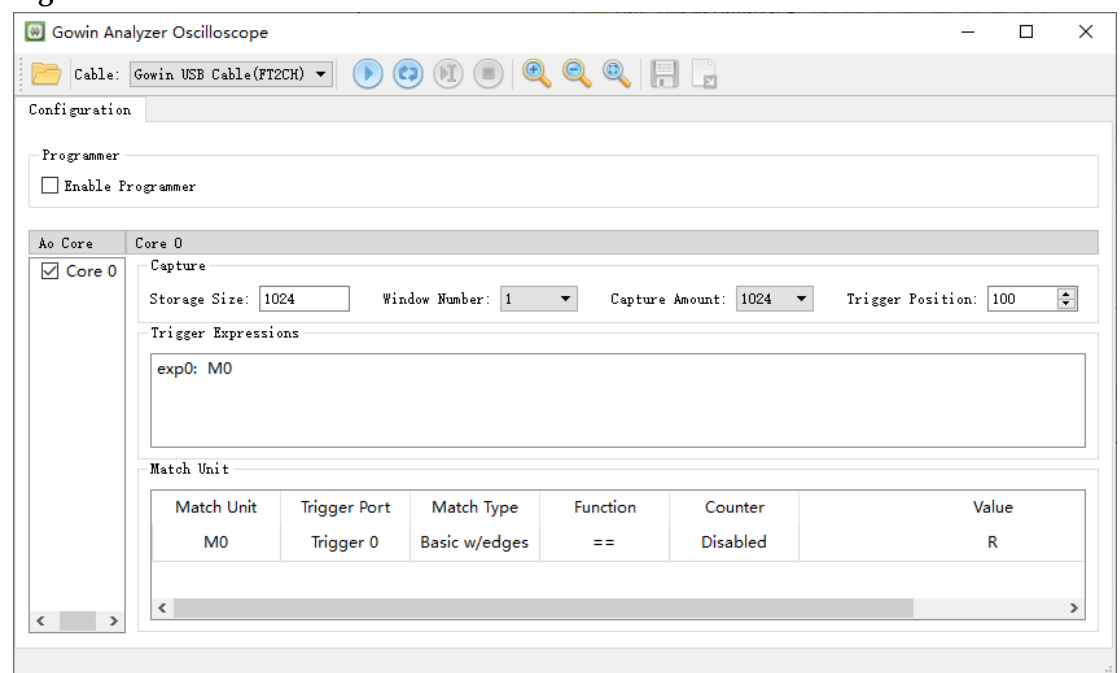 Gowin Analyzer Oscilloscope
Cable: Gowin USB Cable(FT2CH)
Configuration
Programmer
Enable Programmer
Ao Core Core 0
Core 0
Capture
Storage Size: 1024 Window Number: 1 Capture Amount: 1024 Trigger Position: 100
Trigger Expressions
exp0: M0
Match Unit
Match Unit Trigger Port Match Type Function Counter Value
M0 Trigger 0 Basic w/edges == Disabled R